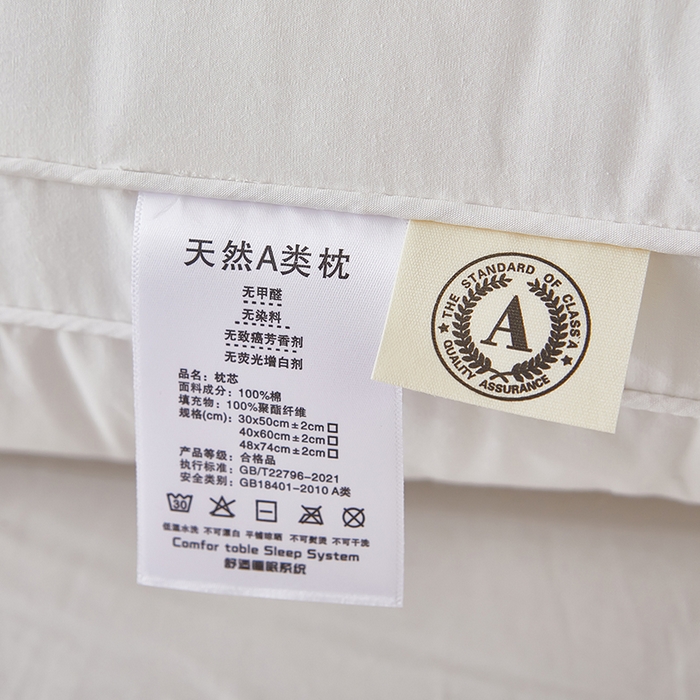 天然A类枕
无甲醛
无染料
无致癌芳香剂
无荧光增白剂
品名：枕芯
面料成分：100%棉
填充物：100%聚酯纤维
规格(cm)：30x50cm±2cm□
40x60cm±2cm□
48x74cm±2cm□
产品等级：合格品
执行标准：GB/T22796-2021
安全类别：GB18401-2010 A类
30
低温水洗 不可漂白 平铺晾晒 不可熨烫 不可干洗
Comfor table Sleep System
舒适睡眠系统
THE STANDARD OF CLASS'A
A
QUALITY ASSURANCE